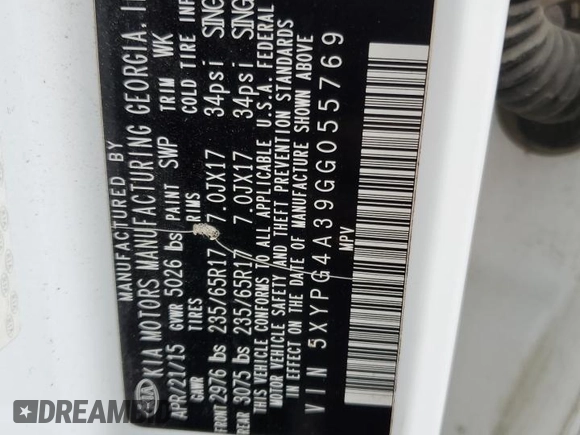 MANUFACTURED BY
KIA KIA MOTORS MANUFACTURING GEORGIA. I
APR/21/15 GVWR 5026 lbs PAINT SWP TRIM WK
GWR TIRES RIMS COLD TIRE INF
FRONT 2976 lbs 235/65R17 7.0JX17 34psi SING
REAR 3075 lbs 235/65R17 7.0JX17 34psi SING
THIS VEHICLE CONFORMS TO ALL APPLICABLE U.S.A. FEDERAL
MOTOR VEHICLE SAFETY AND THEFT PREVENTION STANDARDS
IN EFFECT ON THE DATE OF MANUFACTURE SHOWN ABOVE
VIN 5XYPG4A39GG055769
MPV
DREAMBID